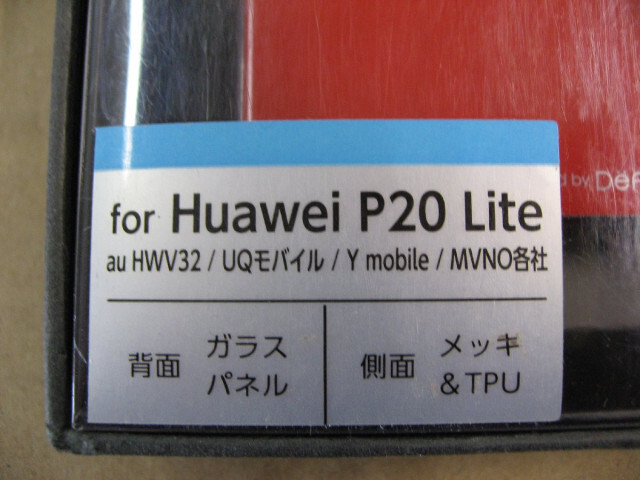 for Huawei P20 Lite
au HWV32 / UQモバイル / Y mobile / MVNO各社
背面 ガラス
パネル
側面 メッキ
& TPU
by